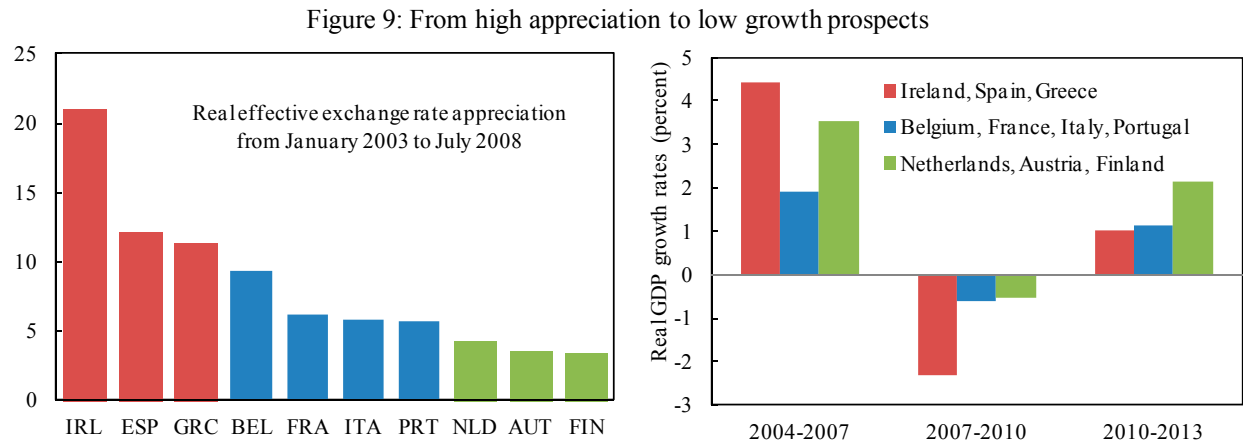 Figure 9: From high appreciation to low growth prospects
25
20
15
10
5
0
Real effective exchange rate appreciation
from January 2003 to July 2008
IRL ESP GRC BEL FRA ITA PRT NLD AUT FIN
Real GDP growth rates (percent)
5
4
3
2
1
0
-1
-2
-3
Ireland, Spain, Greece
Belgium, France, Italy, Portugal
Netherlands, Austria, Finland
2004-2007 2007-2010 2010-2013